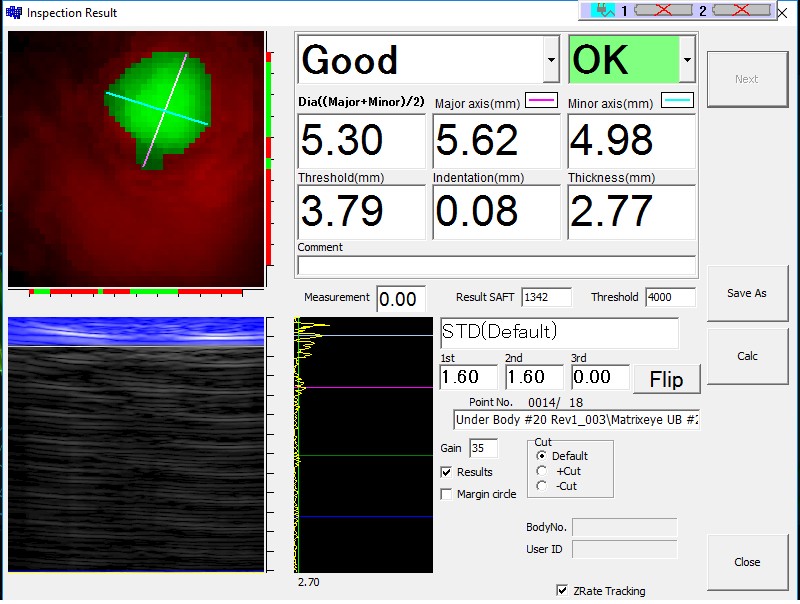 Inspection Result
1 2
Good OK
Next
Dia((Major+Minor)/2) Major axis(mm) Minor axis(mm)
5.30 5.62 4.98
Threshold(mm) Indentation(mm) Thickness(mm)
3.79 0.08 2.77
Comment
Measurement 0.00 Result SAFT 1342 Threshold 4000
Save As
STD(Default)
Calc
1st 2nd 3rd
1.60 1.60 0.00 Flip
Point No. 0014/ 18
Under Body #20 Rev1_003\Matrixeye UB #2
Gain 35
Cut
Default
+Cut
-Cut
Results
Margin circle
BodyNo.
User ID
Close
2.70
ZRate Tracking